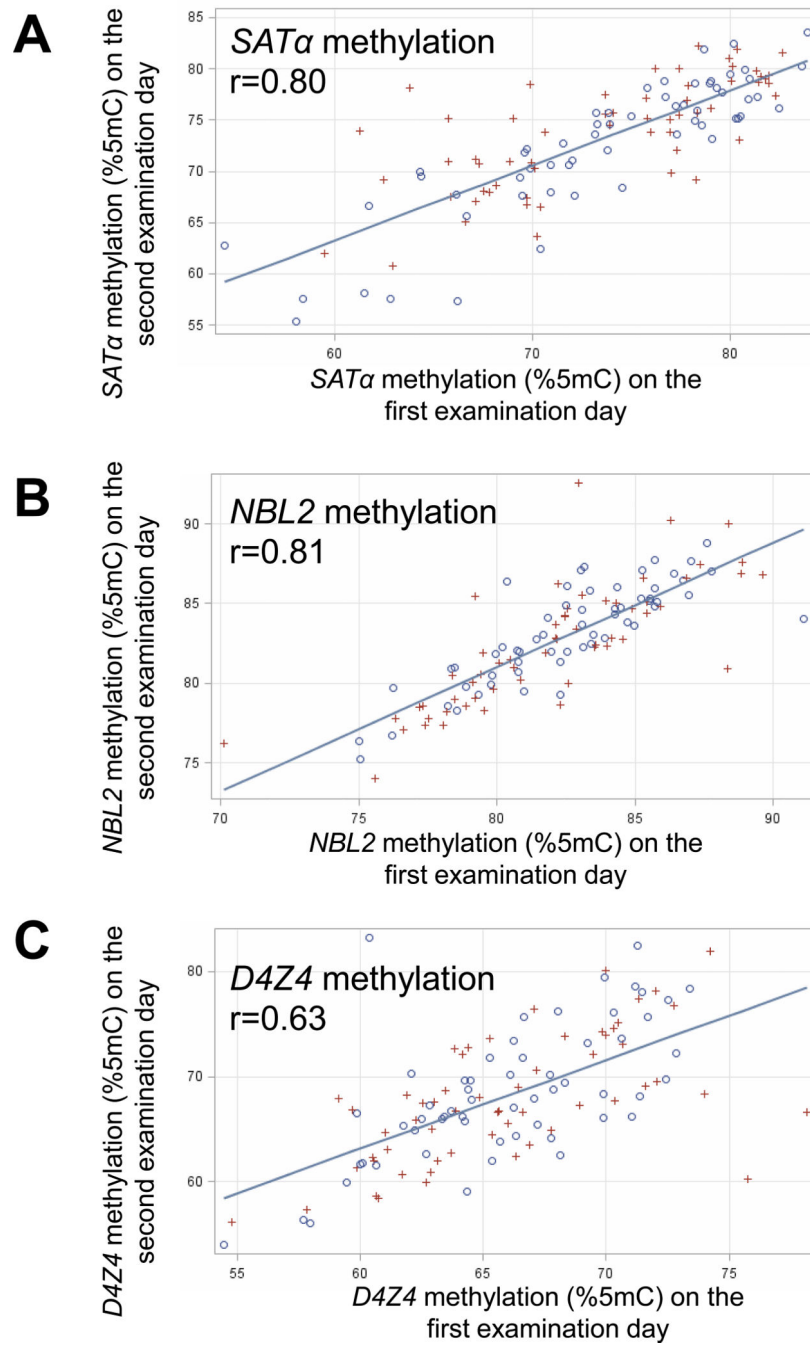 A
SATα methylation
r=0.80
SATα methylation (%5mC) on the
second examination day
85
80
75
70
65
60
55
60
70
80
SATα methylation (%5mC) on the
first examination day
B
NBL2 methylation
r=0.81
NBL2 methylation (%5mC) on the
second examination day
90
85
80
75
70
75
80
85
90
NBL2 methylation (%5mC) on the
first examination day
C
D4Z4 methylation
r=0.63
D4Z4 methylation (%5mC) on the
second examination day
80
70
60
55
60
65
70
75
D4Z4 methylation (%5mC) on the
first examination day